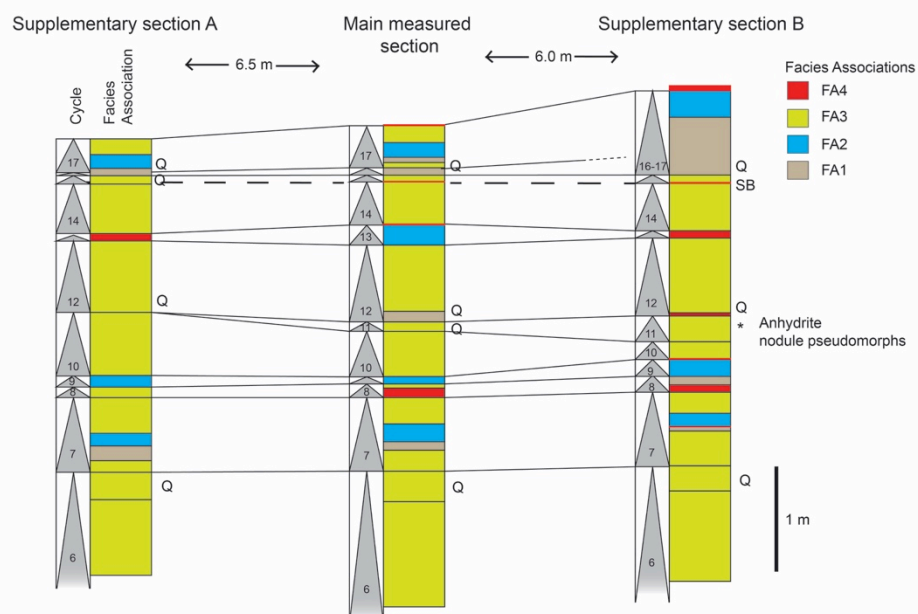 Supplementary section A
Main measured
section
Supplementary section B
6.5 m
6.0 m
Cycle
Facies
Association
Facies Associations
FA4
FA3
FA2
FA1
17
Q
Q
14
12
Q
10
9
8
7
Q
6
17
Q
14
13
12
Q
11
Q
10
8
7
Q
6
16-17
Q
SB
14
12
Q
11
*
Anhydrite
nodule pseudomorphs
10
9
8
7
Q
6
1 m